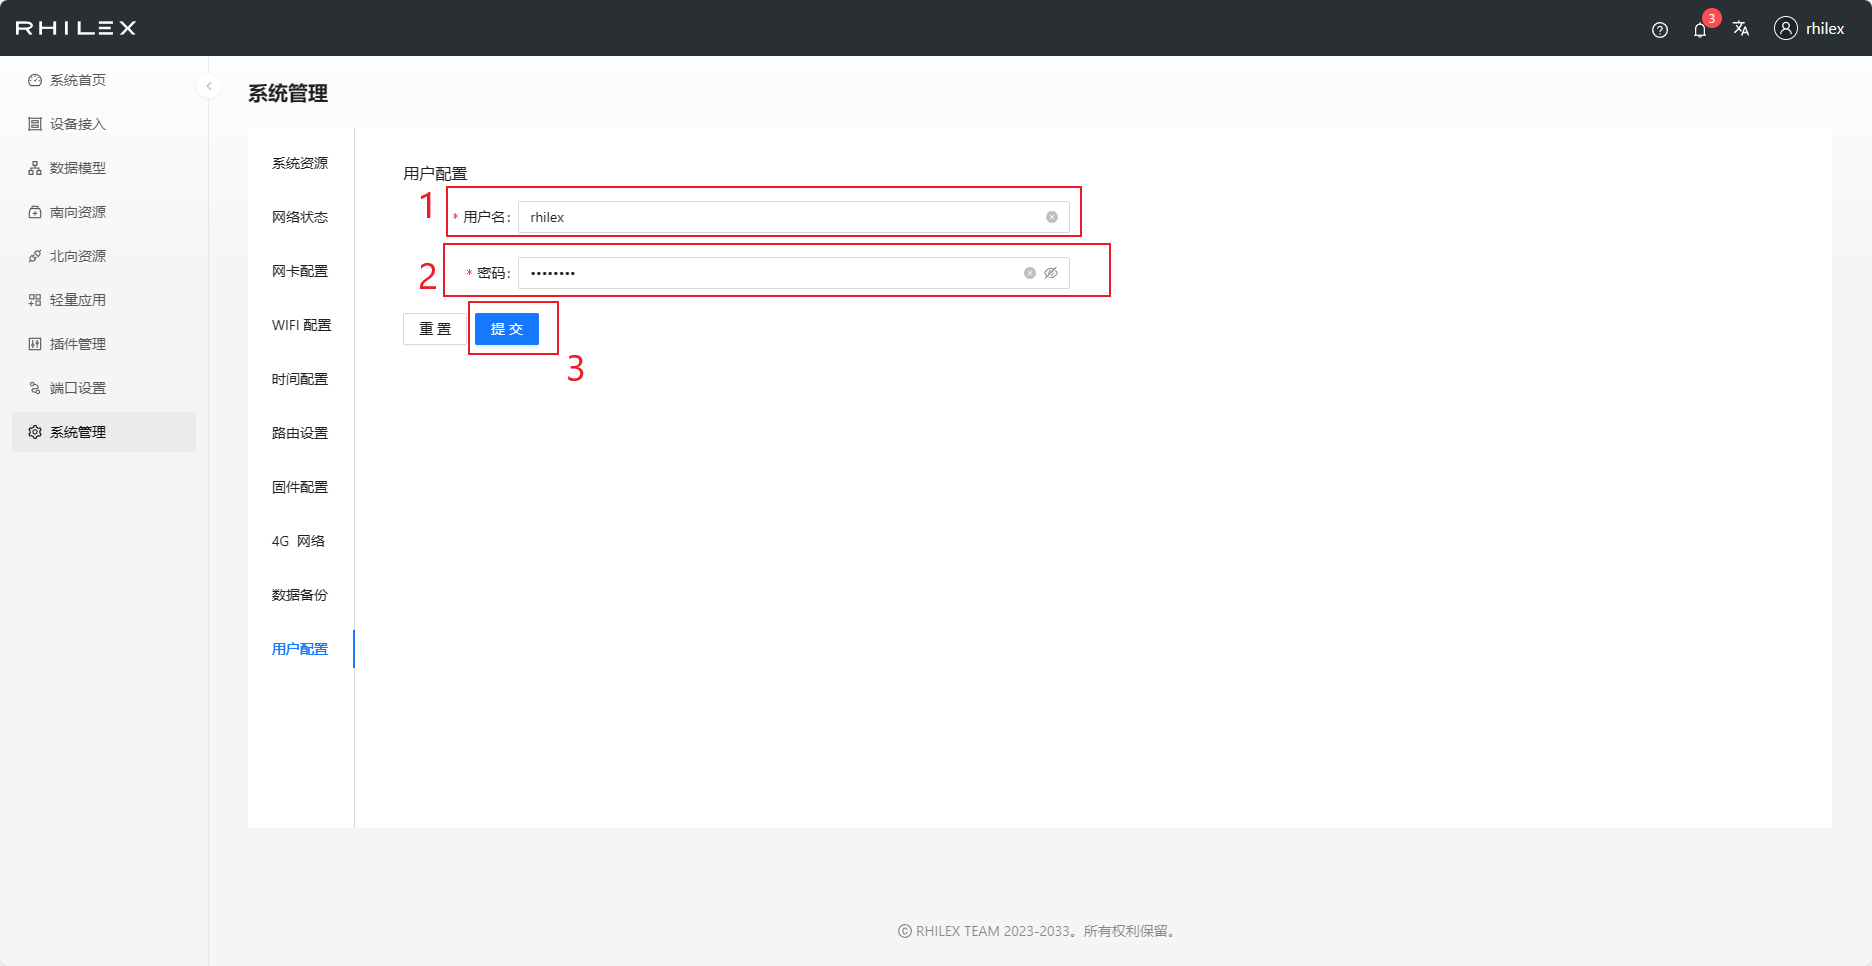 RHILEX
3
rhilex
系统首页
设备接入
数据模型
南向资源
北向资源
轻量应用
插件管理
端口设置
系统管理
系统管理
系统资源
网络状态
网卡配置
WIFI 配置
时间配置
路由设置
固件配置
4G 网络
数据备份
用户配置
用户配置
1
* 用户名: rhilex
2
* 密码: ••••••••
重 置
提 交
3
© RHILEX TEAM 2023-2033。所有权利保留。